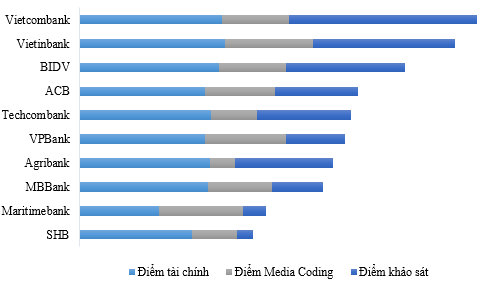 Vietcombank
Vietinbank
BIDV
ACB
Techcombank
VPBank
Agribank
MBBank
Maritimebank
SHB
Điểm tài chính Điểm Media Coding Điểm khảo sát